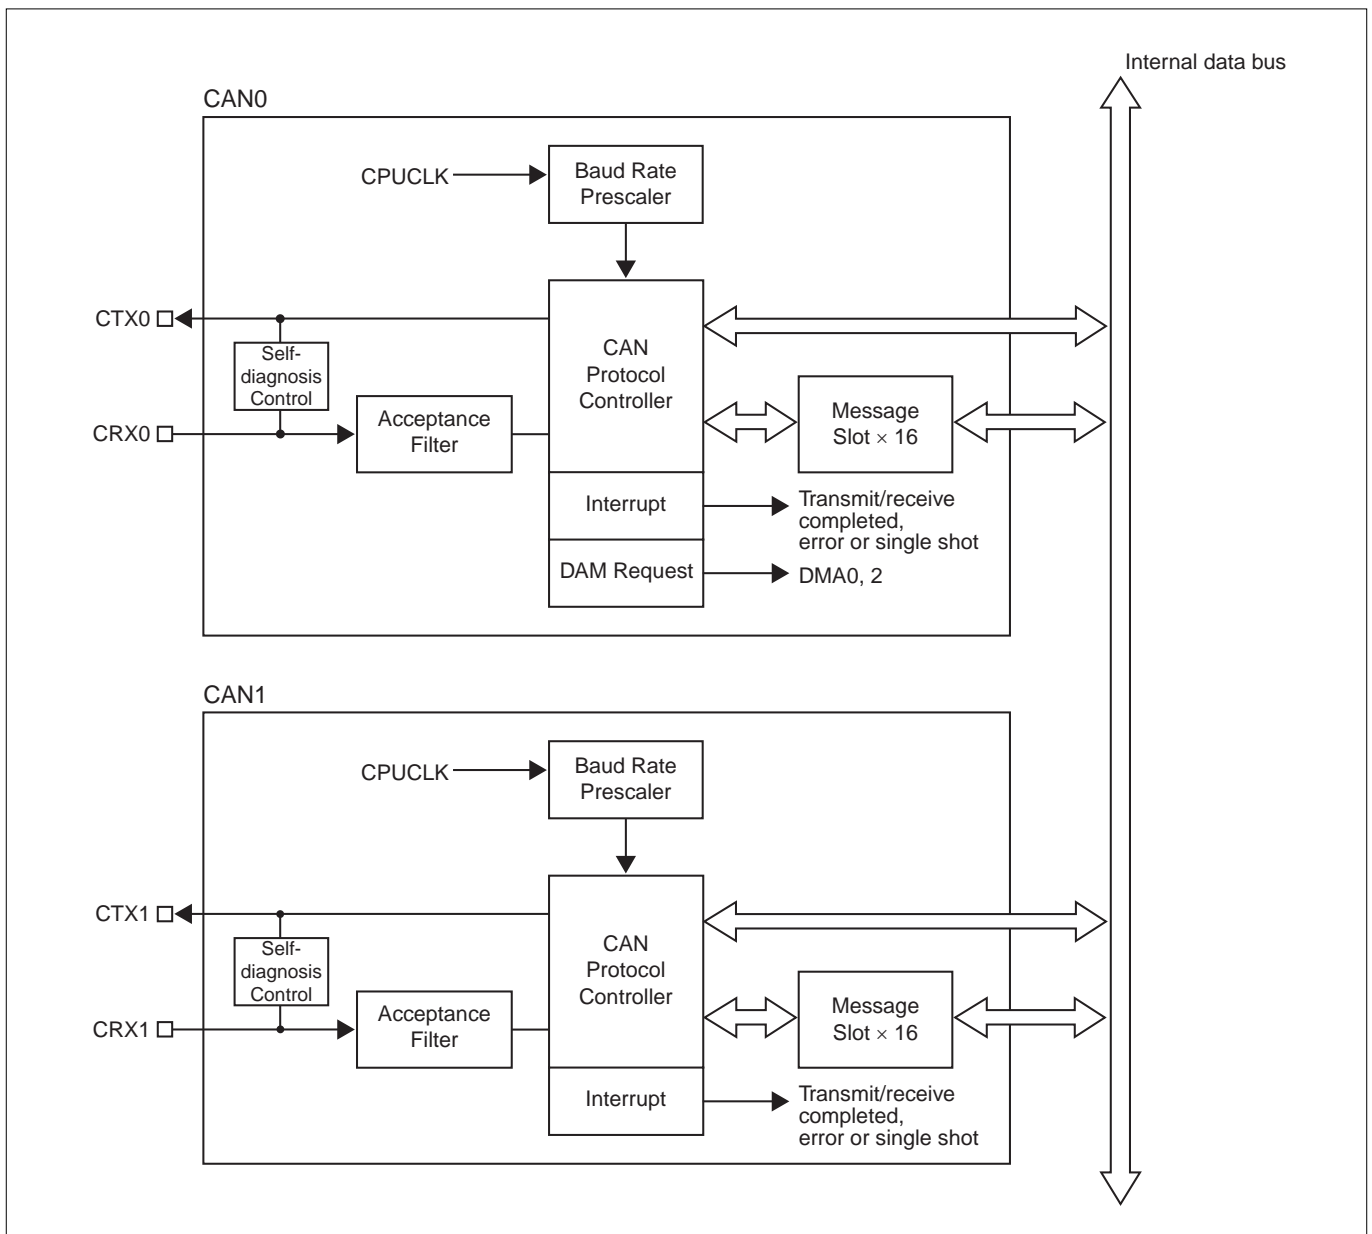 Internal data bus
CAN0
CPUCLK
Baud Rate
Prescaler
CTX0
Self-
diagnosis
Control
CRX0
Acceptance
Filter
CAN
Protocol
Controller
Message
Slot × 16
Interrupt
Transmit/receive
completed,
error or single shot
DAM Request
DMA0, 2
CAN1
CPUCLK
Baud Rate
Prescaler
CTX1
Self-
diagnosis
Control
CRX1
Acceptance
Filter
CAN
Protocol
Controller
Message
Slot × 16
Interrupt
Transmit/receive
completed,
error or single shot